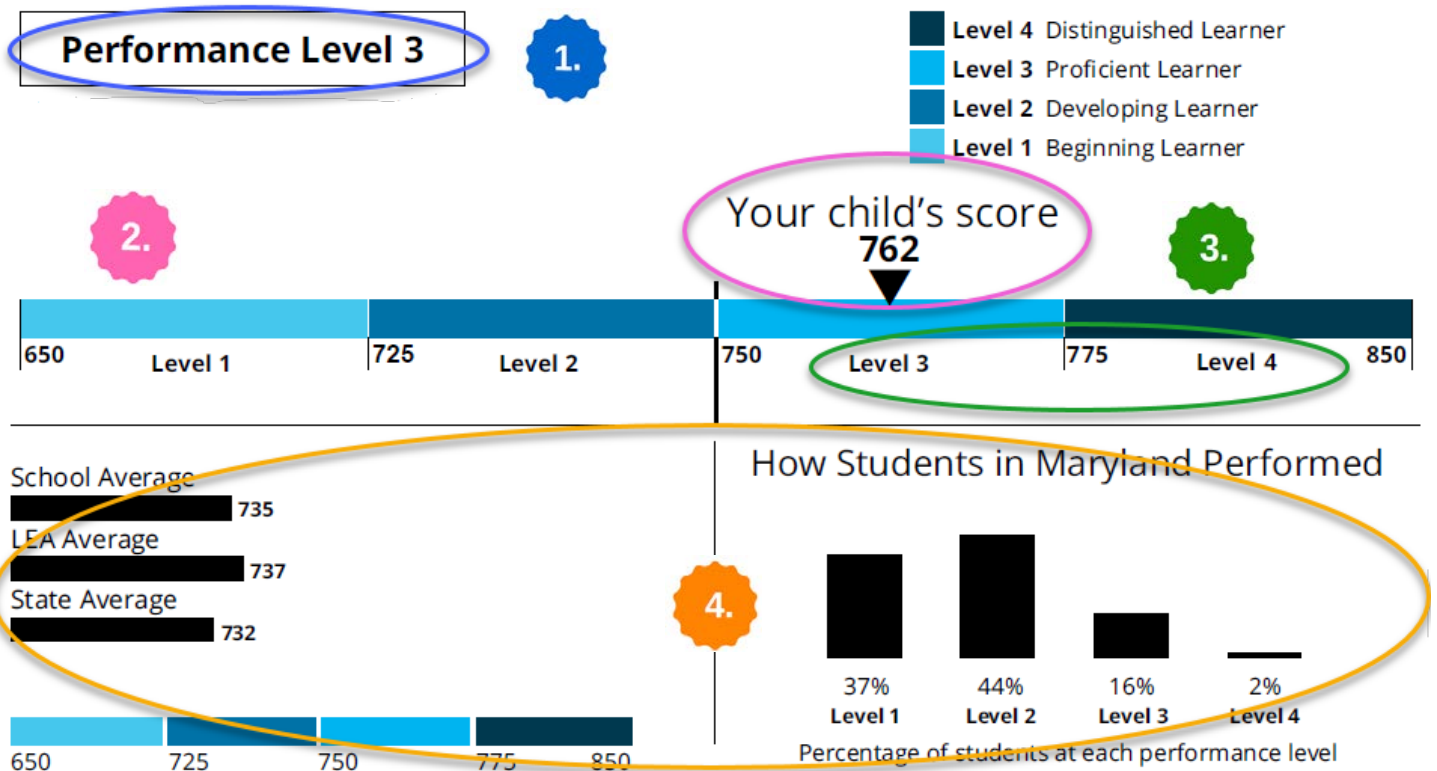 Performance Level 3
1.
Level 4 Distinguished Learner
Level 3 Proficient Learner
Level 2 Developing Learner
Level 1 Beginning Learner
2.
Your child's score
762
3.
650 Level 1 725 Level 2 750 Level 3 775 Level 4 850
School Average
735
LEA Average
737
State Average
732
650 725 750 775 850
4.
How Students in Maryland Performed
37% 44% 16% 2%
Level 1 Level 2 Level 3 Level 4
Percentage of students at each performance level